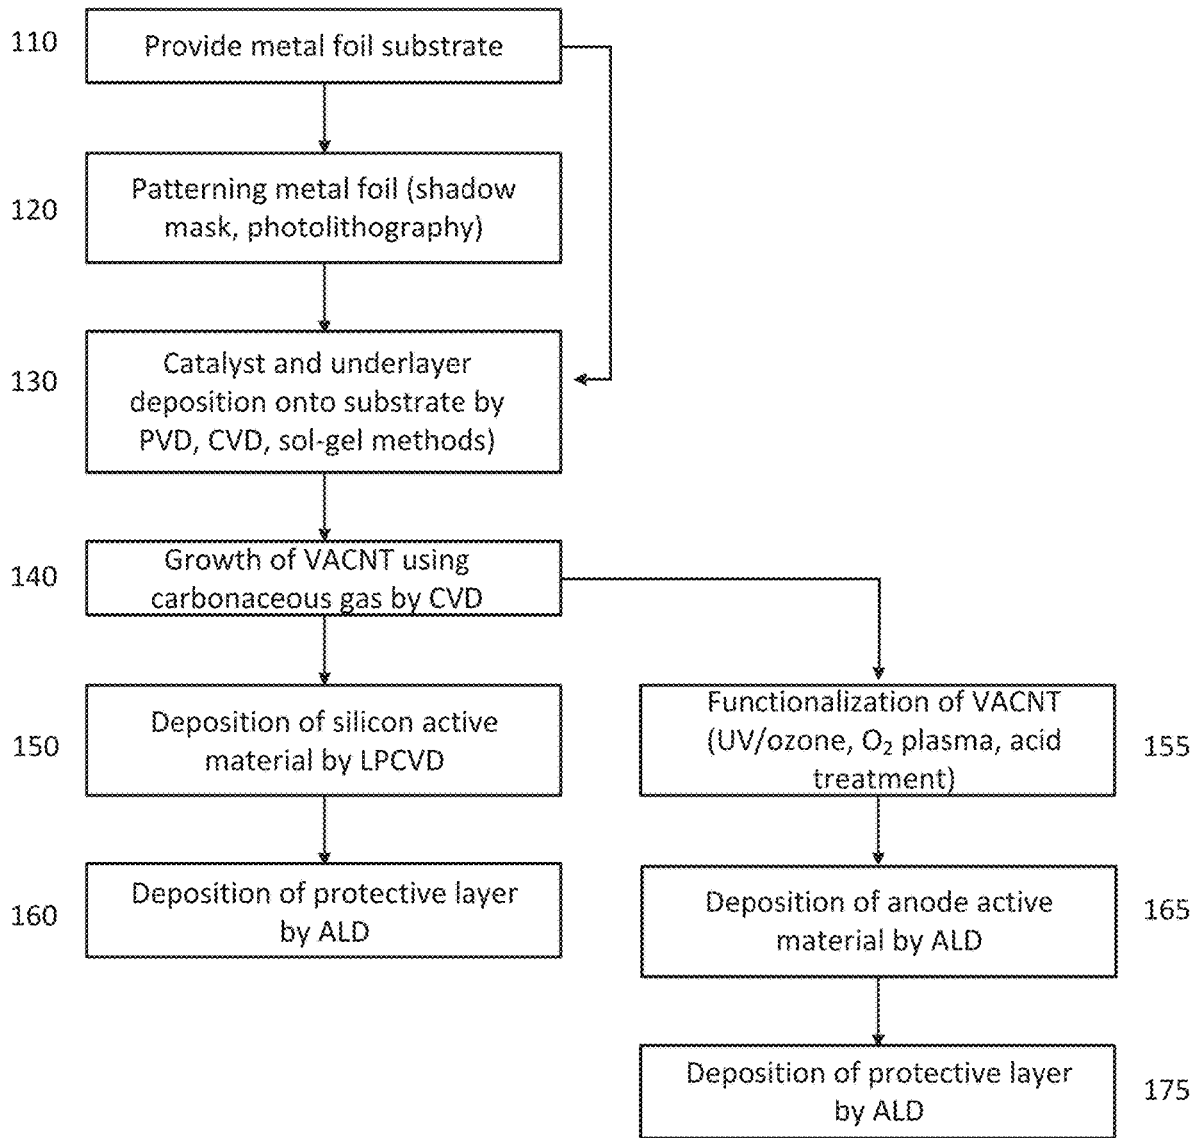 110
Provide metal foil substrate
120
Patterning metal foil (shadow
mask, photolithography)
130
Catalyst and underlayer
deposition onto substrate by
PVD, CVD, sol-gel methods)
140
Growth of VACNT using
carbonaceous gas by CVD
150
Deposition of silicon active
material by LPCVD
160
Deposition of protective layer
by ALD
Functionalization of VACNT
(UV/ozone, O₂ plasma, acid
treatment)
155
Deposition of anode active
material by ALD
165
Deposition of protective layer
by ALD
175